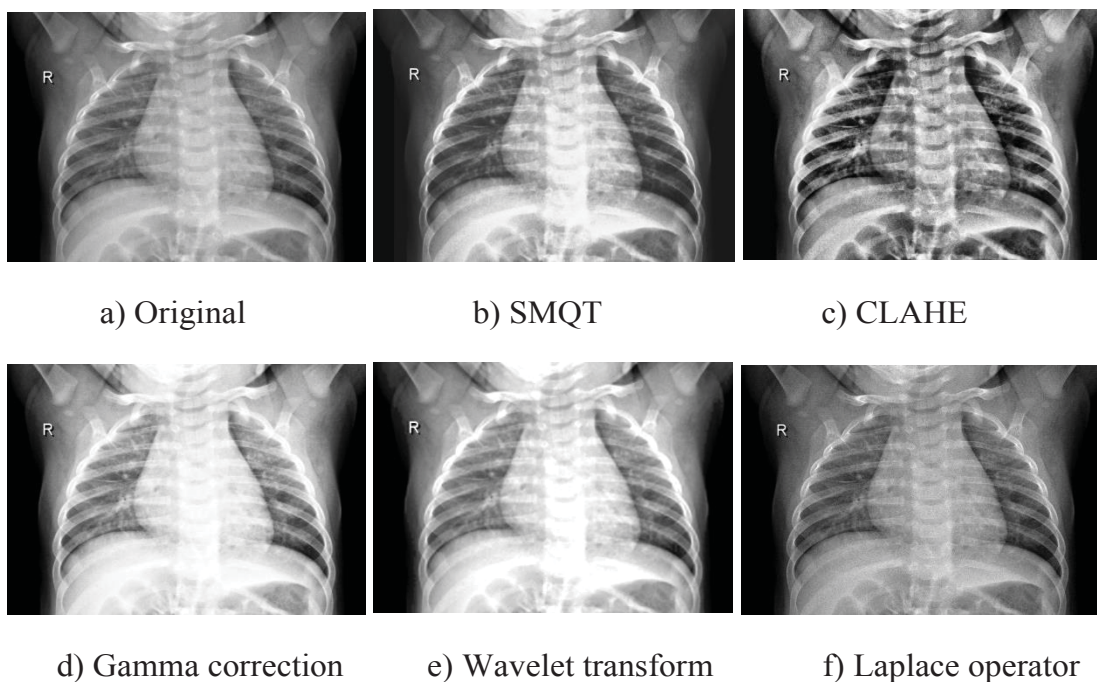 R
R
R
a) Original
b) SMQT
c) CLAHE
R
R
R
d) Gamma correction
e) Wavelet transform
f) Laplace operator